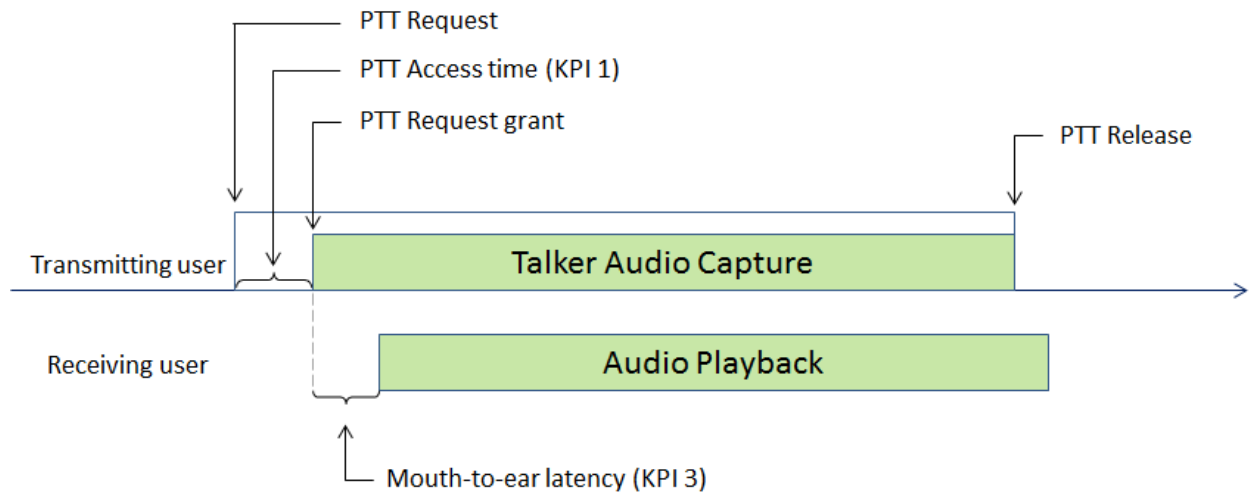 PTT Request
PTT Access time (KPI 1)
PTT Request grant
PTT Release
Transmitting user
Talker Audio Capture
Receiving user
Audio Playback
Mouth-to-ear latency (KPI 3)